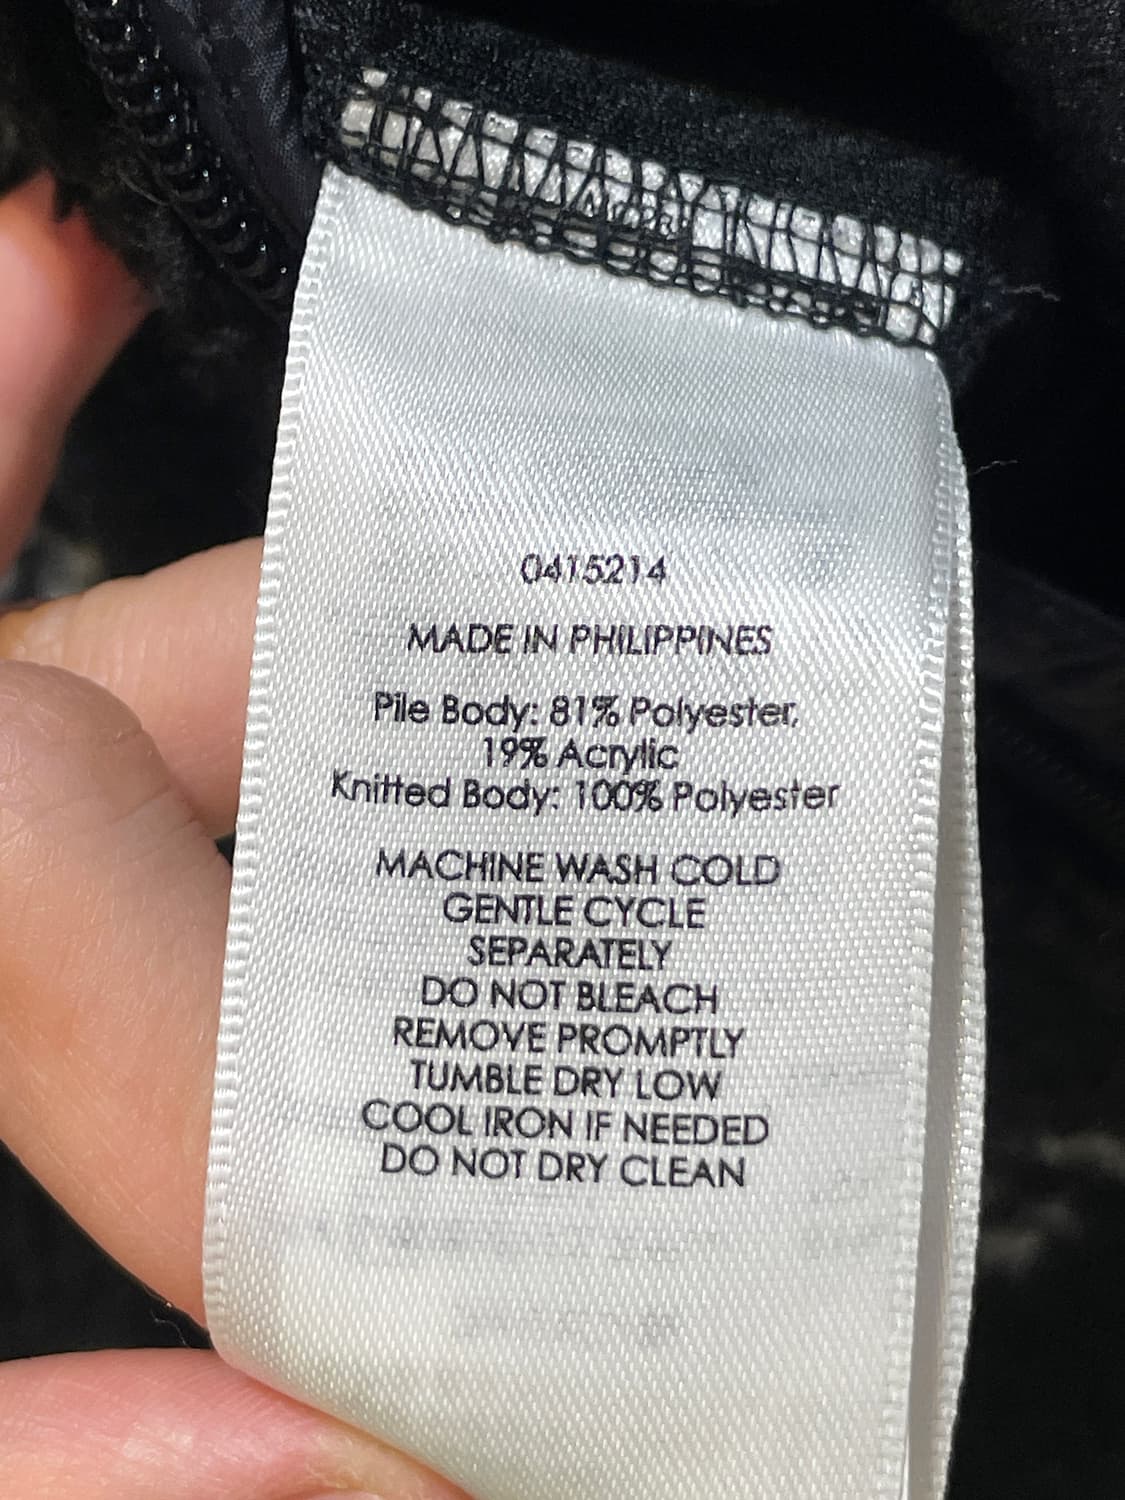 0415214
MADE IN PHILIPPINES
Pile Body: 81% Polyester,
19% Acrylic
Knitted Body: 100% Polyester
MACHINE WASH COLD
GENTLE CYCLE
SEPARATELY
DO NOT BLEACH
REMOVE PROMPTLY
TUMBLE DRY LOW
COOL IRON IF NEEDED
DO NOT DRY CLEAN